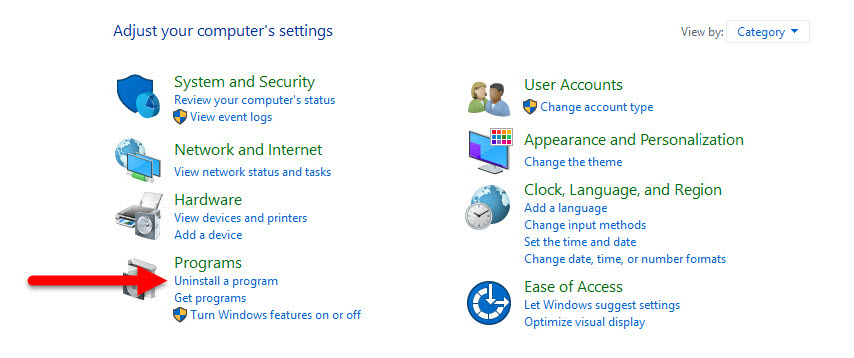 Adjust your computer's settings
View by: Category
System and Security
Review your computer's status
View event logs
Network and Internet
View network status and tasks
Hardware
View devices and printers
Add a device
Programs
Uninstall a program
Get programs
Turn Windows features on or off
User Accounts
Change account type
Appearance and Personalization
Change the theme
Clock, Language, and Region
Add a language
Change input methods
Set the time and date
Change date, time, or number formats
Ease of Access
Let Windows suggest settings
Optimize visual display